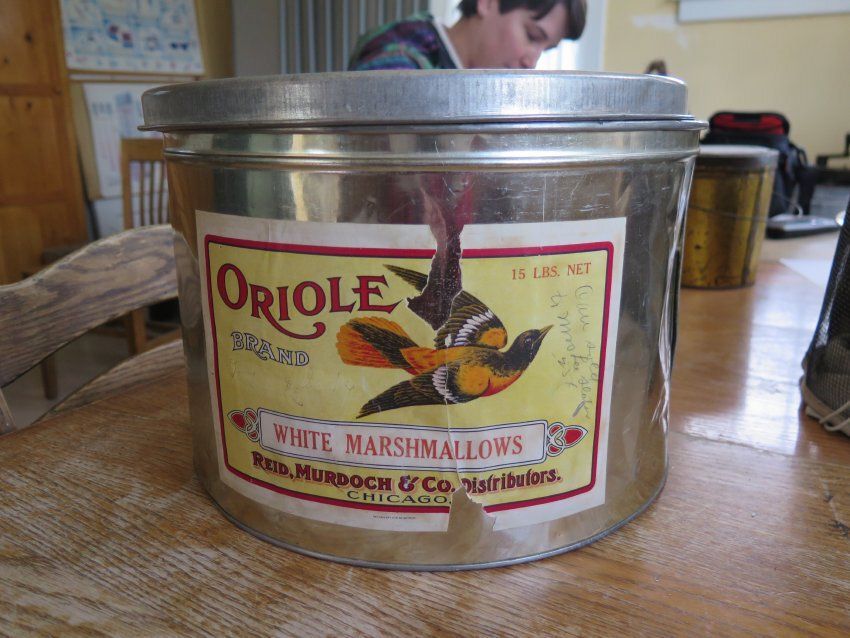 ORIOLE
BRAND
15 LBS. NET
WHITE MARSHMALLOWS
REID, MURDOCH & CO. Distributors.
CHICAGO.